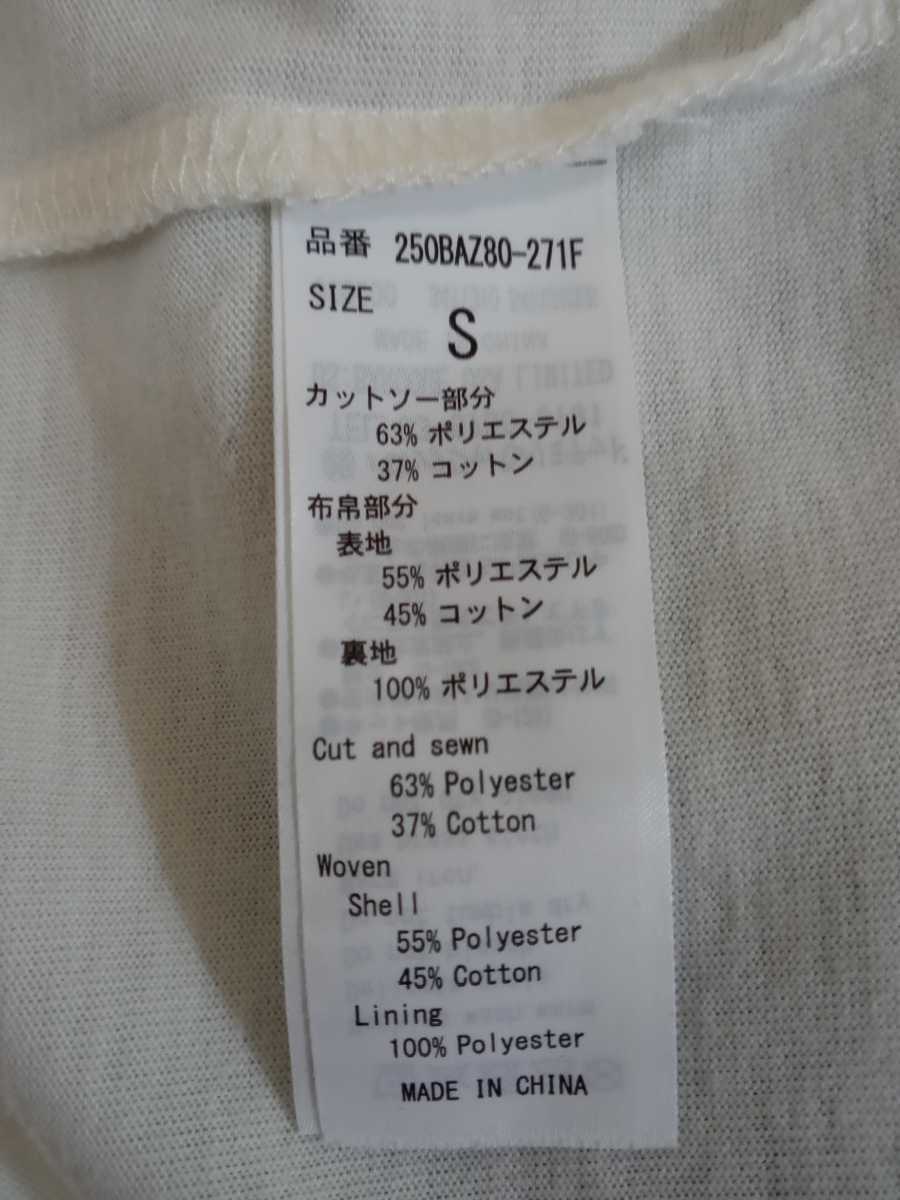 品番 250BAZ80-271F
SIZE
S
カットソー部分
63% ポリエステル
37% コットン
布帛部分
表地
55% ポリエステル
45% コットン
裏地
100% ポリエステル
Cut and sewn
63% Polyester
37% Cotton
Woven
Shell
55% Polyester
45% Cotton
Lining
100% Polyester
MADE IN CHINA